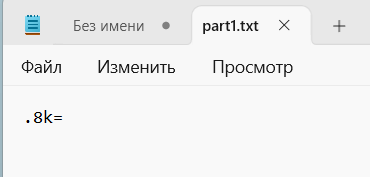 Без имени
part1.txt
Файл Изменить Просмотр
.8k=